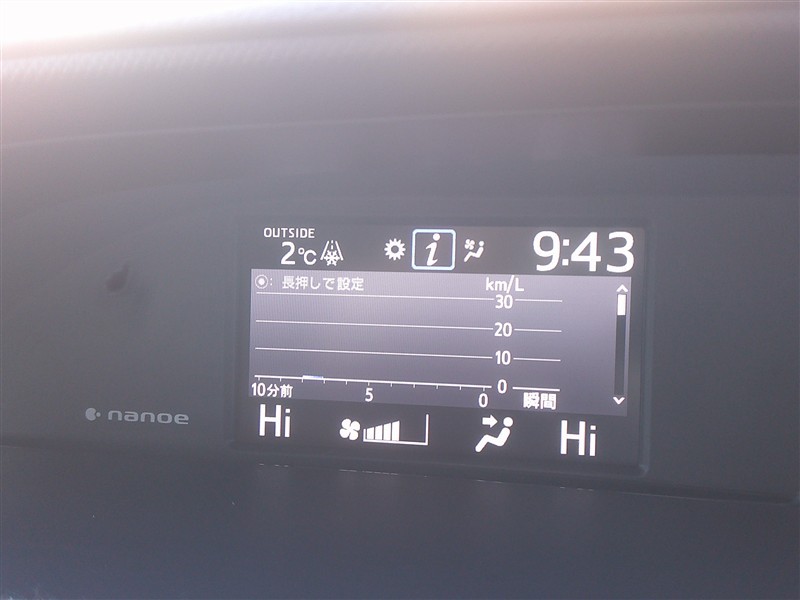 OUTSIDE
2℃ i 9:43
: 長押しで設定 km/L
30
20
10
0
10分前 5 0 瞬間
nanoe
Hi Hi